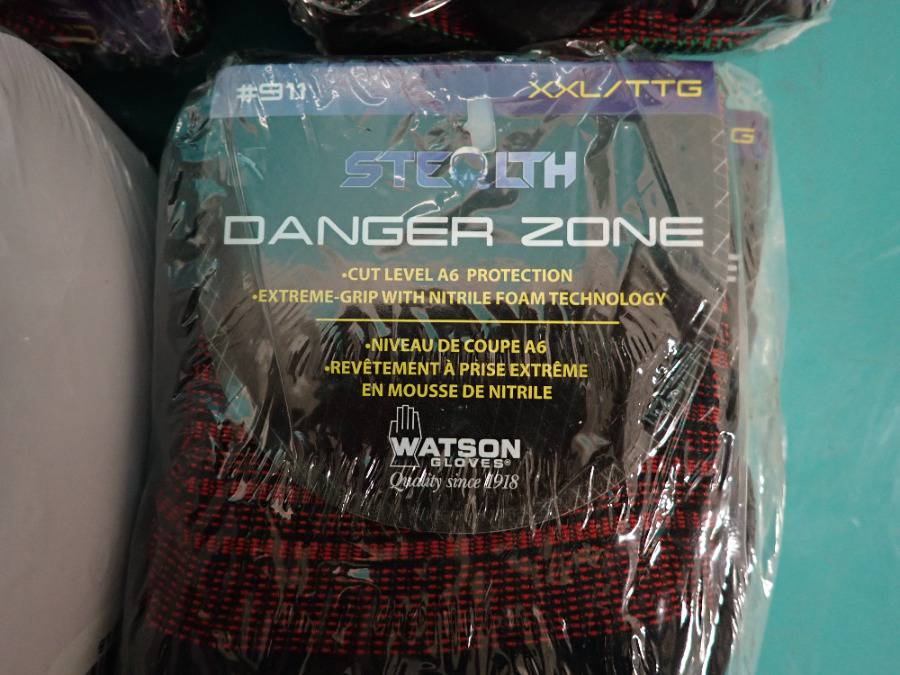 #911 XXL/TTG
STEALTH
DANGER ZONE
•CUT LEVEL A6 PROTECTION
•EXTREME-GRIP WITH NITRILE FOAM TECHNOLOGY
•NIVEAU DE COUPE A6
•REVÊTEMENT À PRISE EXTRÊME
EN MOUSSE DE NITRILE
WATSON
GLOVES®
Quality since 1918
G